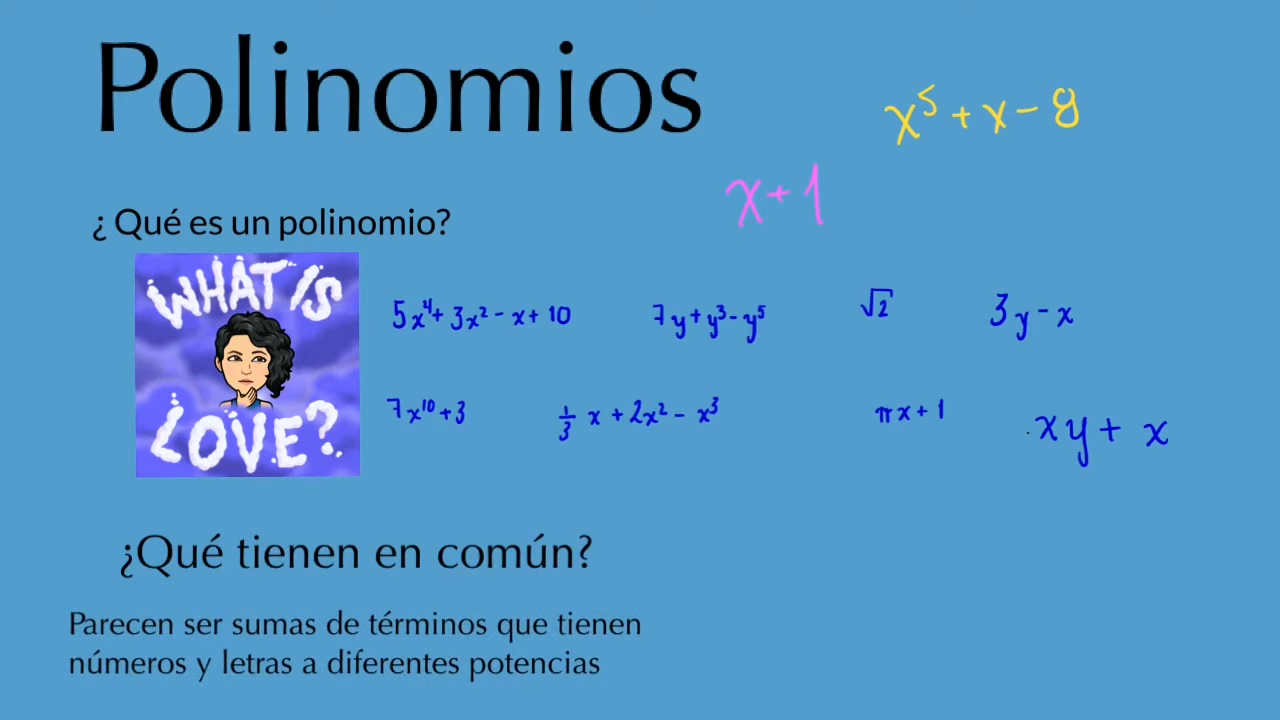 Polinomios
x⁵ + x - 8
x + 1
¿ Qué es un polinomio?
WHAT IS
LOVE?
5x⁴ + 3x² - x + 10
7y + y³ - y⁵
√2
3y - x
7x¹⁰ + 3
1/3 x + 2x² - x³
πx + 1
xy + x
¿Qué tienen en común?
Parecen ser sumas de términos que tienen
números y letras a diferentes potencias